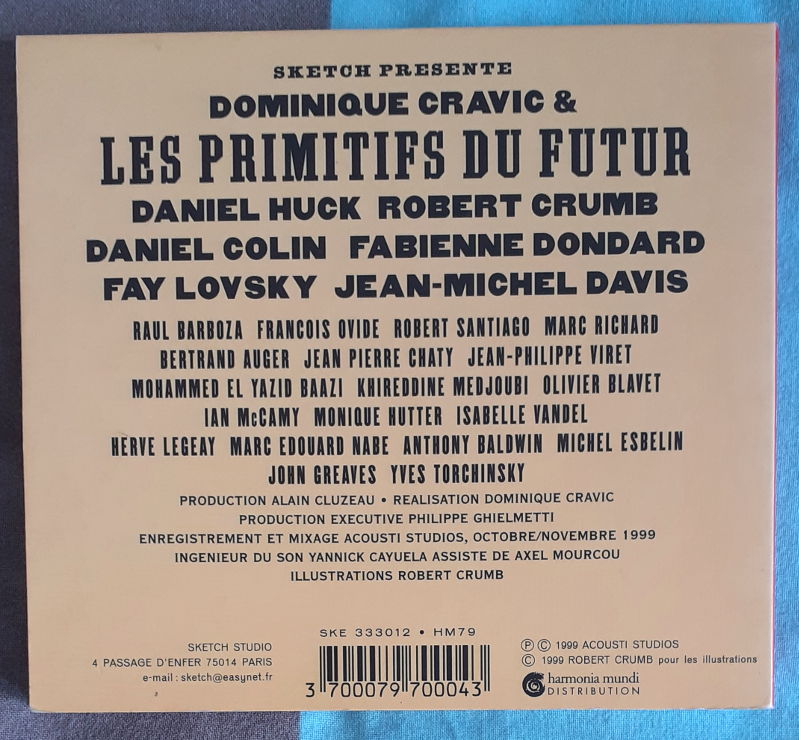 SKETCH PRESENTE
DOMINIQUE CRAVIC &
LES PRIMITIFS DU FUTUR
DANIEL HUCK ROBERT CRUMB
DANIEL COLIN FABIENNE DONDARD
FAY LOVSKY JEAN-MICHEL DAVIS
RAUL BARBOZA FRANCOIS OVIDE ROBERT SANTIAGO MARC RICHARD
BERTRAND AUGER JEAN PIERRE CHATY JEAN-PHILIPPE VIRET
MOHAMMED EL YAZID BAAZI KHIREDDINE MEDJOUBI OLIVIER BLAVET
IAN McCAMY MONIQUE HUTTER ISABELLE VANDEL
HERVE LEGEAY MARC EDOUARD NABE ANTHONY BALDWIN MICHEL ESBELIN
JOHN GREAVES YVES TORCHINSKY
PRODUCTION ALAIN CLUZEAU • REALISATION DOMINIQUE CRAVIC
PRODUCTION EXECUTIVE PHILIPPE GHIELMETTI
ENREGISTREMENT ET MIXAGE ACOUSTI STUDIOS, OCTOBRE/NOVEMBRE 1999
INGENIEUR DU SON YANNICK CAYUELA ASSISTE DE AXEL MOURCOU
ILLUSTRATIONS ROBERT CRUMB
SKETCH STUDIO
4 PASSAGE D'ENFER 75014 PARIS
e-mail : sketch@easynet.fr
SKE 333012 • HM79
3 700079 700043
Ⓟ © 1999 ACOUSTI STUDIOS
© 1999 ROBERT CRUMB pour les illustrations
harmonia mundi
DISTRIBUTION